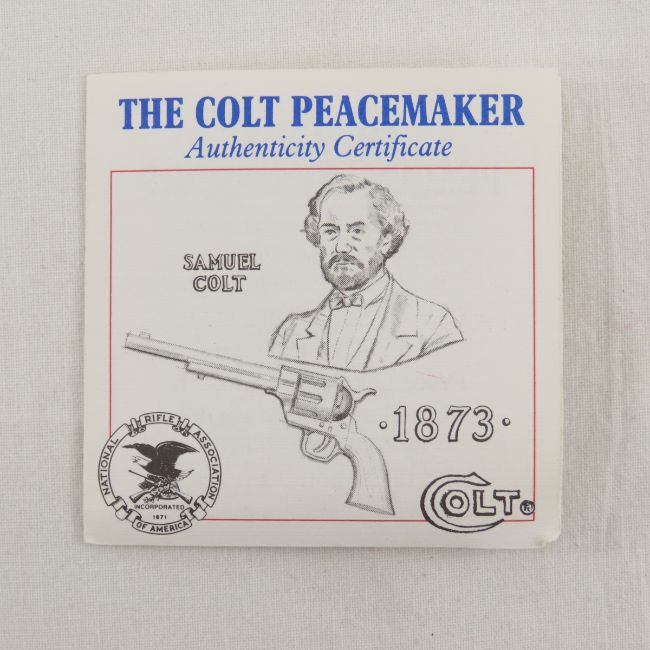 THE COLT PEACEMAKER
Authenticity Certificate
SAMUEL
COLT
·1873·
NATIONAL RIFLE ASSOCIATION
INCORPORATED
1871
OF AMERICA
COLT®